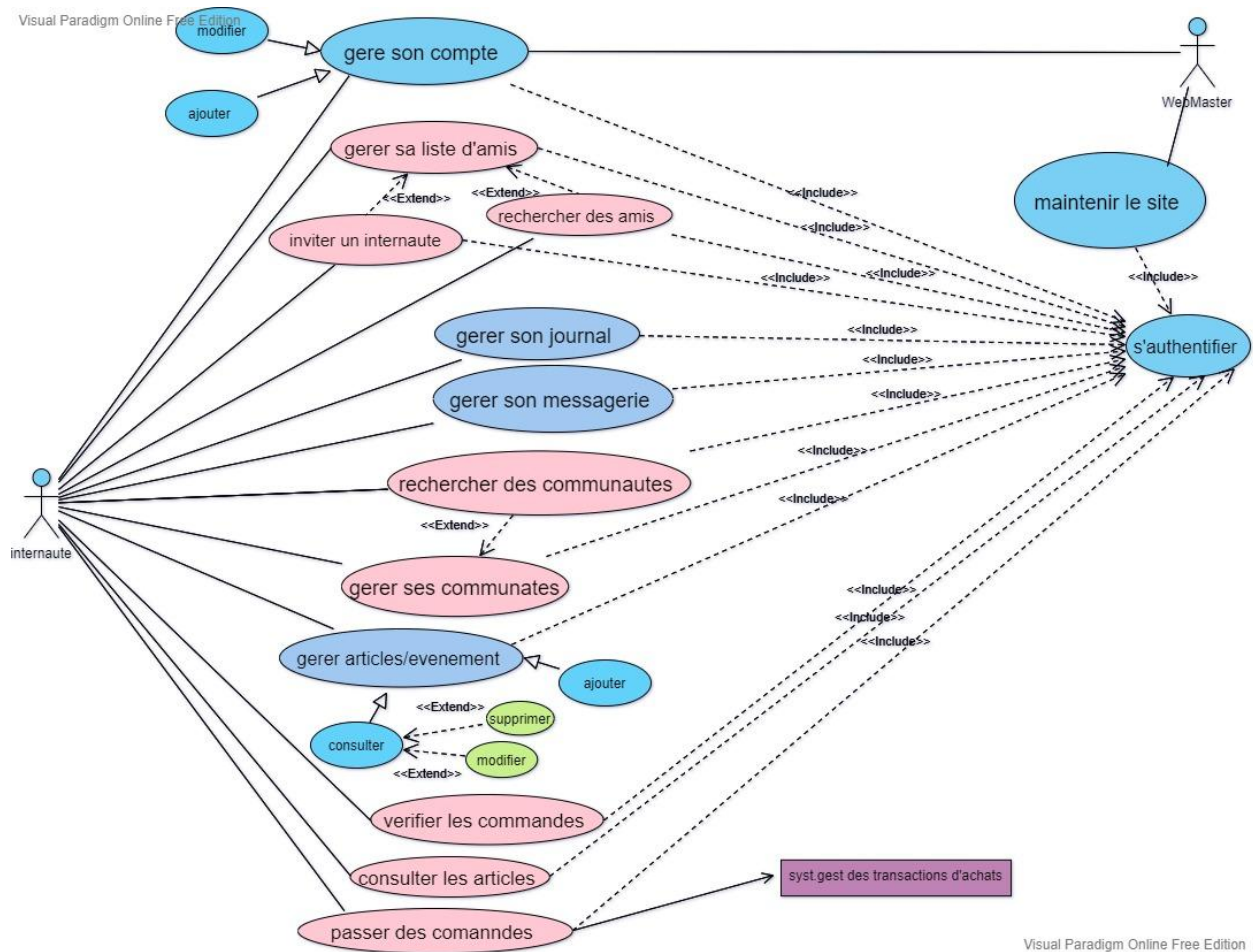 Visual Paradigm Online Free Edition
modifier
gere son compte
ajouter
WebMaster
gerer sa liste d'amis
<<Extend>>
<<Extend>>
<<Include>>
rechercher des amis
maintenir le site
inviter un internaute
<<Include>>
<<Include>>
<<Include>>
<<Include>>
gerer son journal
<<Include>>
s'authentifier
<<Include>>
gerer son messagerie
rechercher des communautes
<<Include>>
<<Include>>
<<Extend>>
internaute
gerer ses communates
<<Include>>
<<Include>>
<<Include>>
gerer articles/evenement
ajouter
<<Extend>>
supprimer
consulter
modifier
<<Extend>>
verifier les commandes
consulter les articles
syst.gest des transactions d'achats
passer des comanndes
Visual Paradigm Online Free Edition